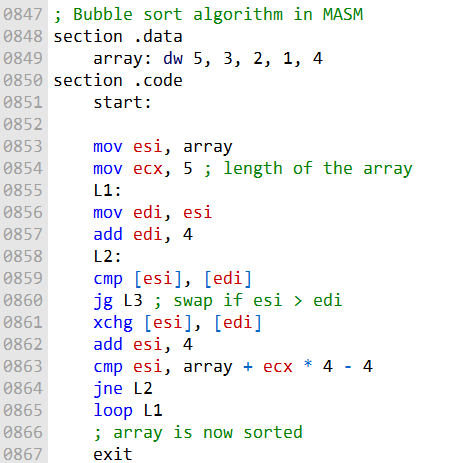 0847 ; Bubble sort algorithm in MASM
0848 section .data
0849     array: dw 5, 3, 2, 1, 4
0850 section .code
0851     start:
0852
0853     mov esi, array
0854     mov ecx, 5 ; length of the array
0855     L1:
0856     mov edi, esi
0857     add edi, 4
0858     L2:
0859     cmp [esi], [edi]
0860     jg L3 ; swap if esi > edi
0861     xchg [esi], [edi]
0862     add esi, 4
0863     cmp esi, array + ecx * 4 - 4
0864     jne L2
0865     loop L1
0866     ; array is now sorted
0867     exit